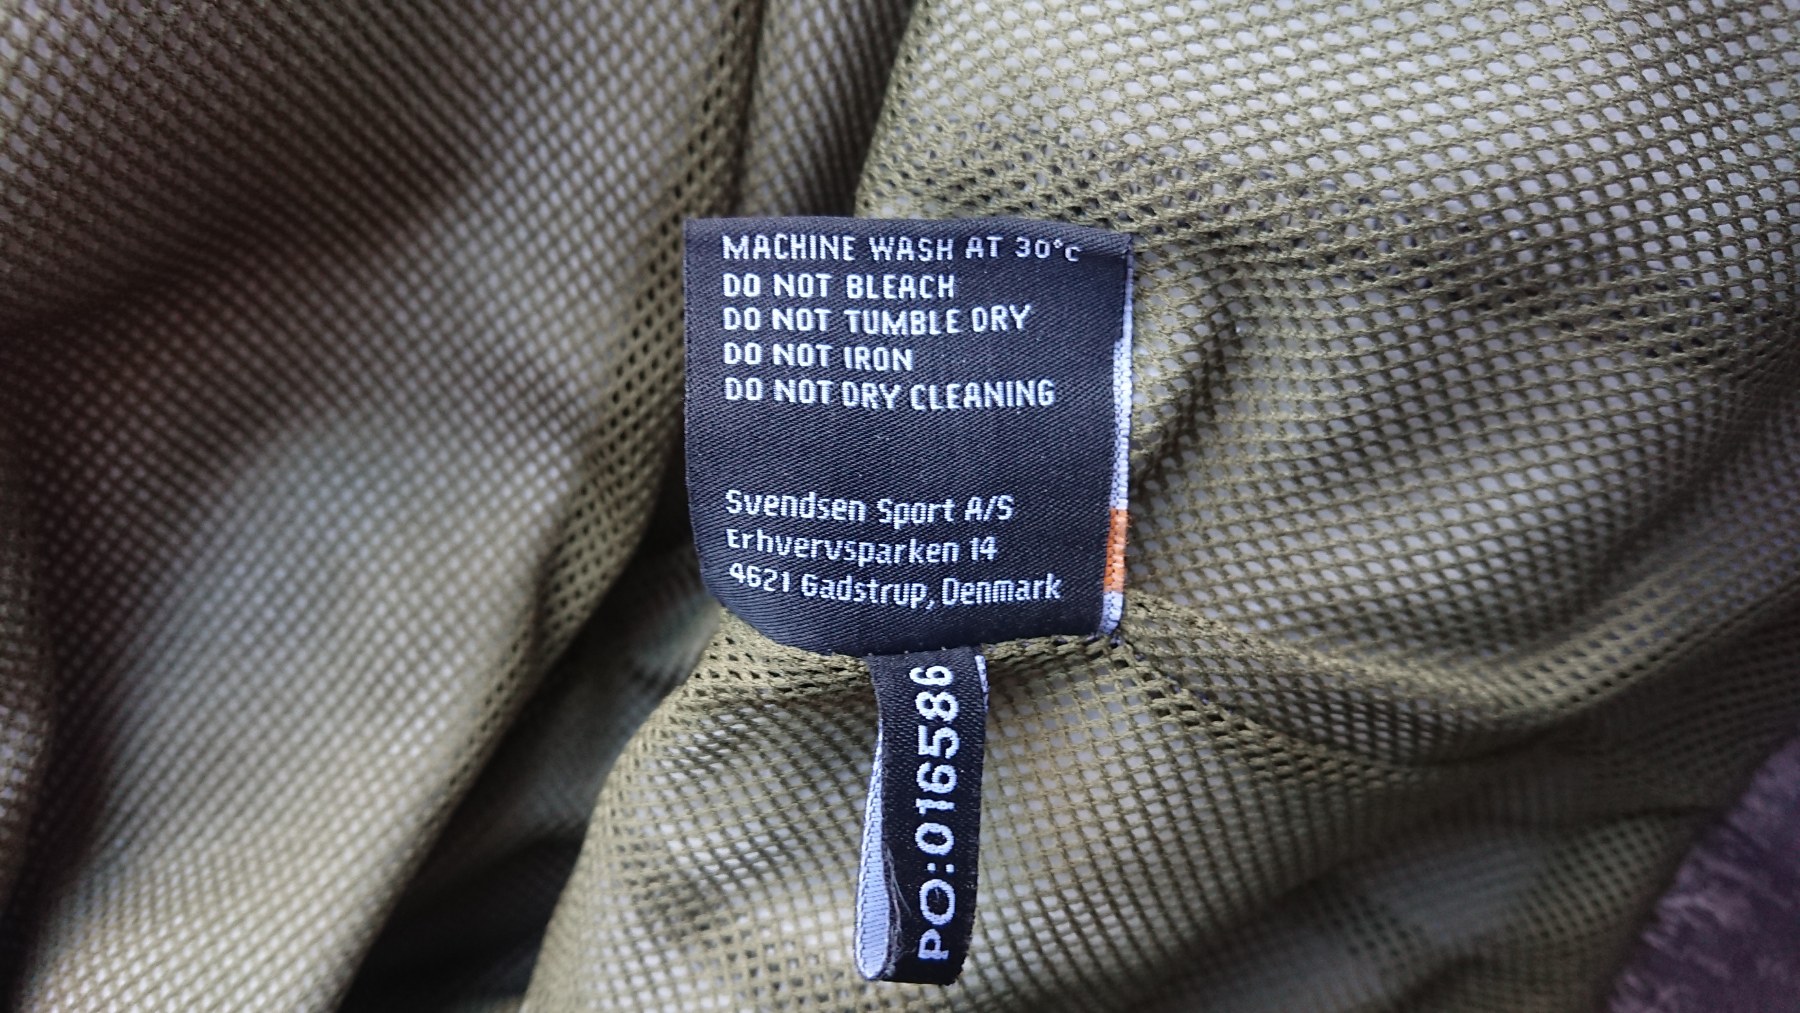 MACHINE WASH AT 30°C
DO NOT BLEACH
DO NOT TUMBLE DRY
DO NOT IRON
DO NOT DRY CLEANING
Svendsen Sport A/S
Erhvervsparken 14
4621 Gadstrup, Denmark
PO:016586